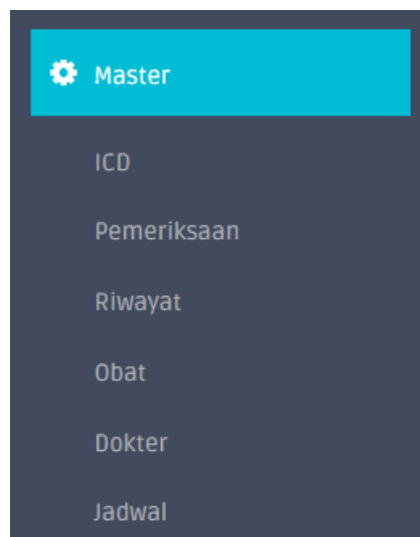 Master
ICD
Pemeriksaan
Riwayat
Obat
Dokter
Jadwal